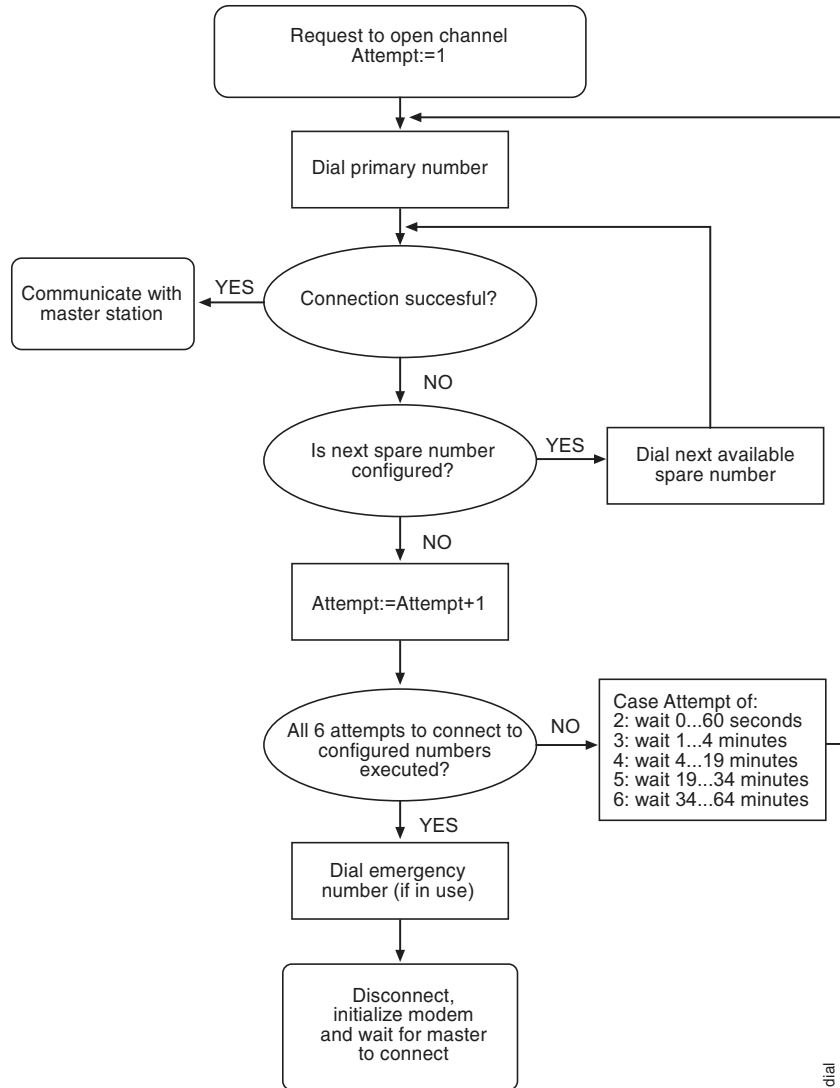 Request to open channel
Attempt:=1
Dial primary number
Connection succesful?
YES
Communicate with
master station
NO
Is next spare number
configured?
YES
Dial next available
spare number
NO
Attempt:=Attempt+1
All 6 attempts to connect to
configured numbers
executed?
NO
Case Attempt of:
2: wait 0...60 seconds
3: wait 1...4 minutes
4: wait 4...19 minutes
5: wait 19...34 minutes
6: wait 34...64 minutes
YES
Dial emergency
number (if in use)
Disconnect,
initialize modem
and wait for master
to connect
dial